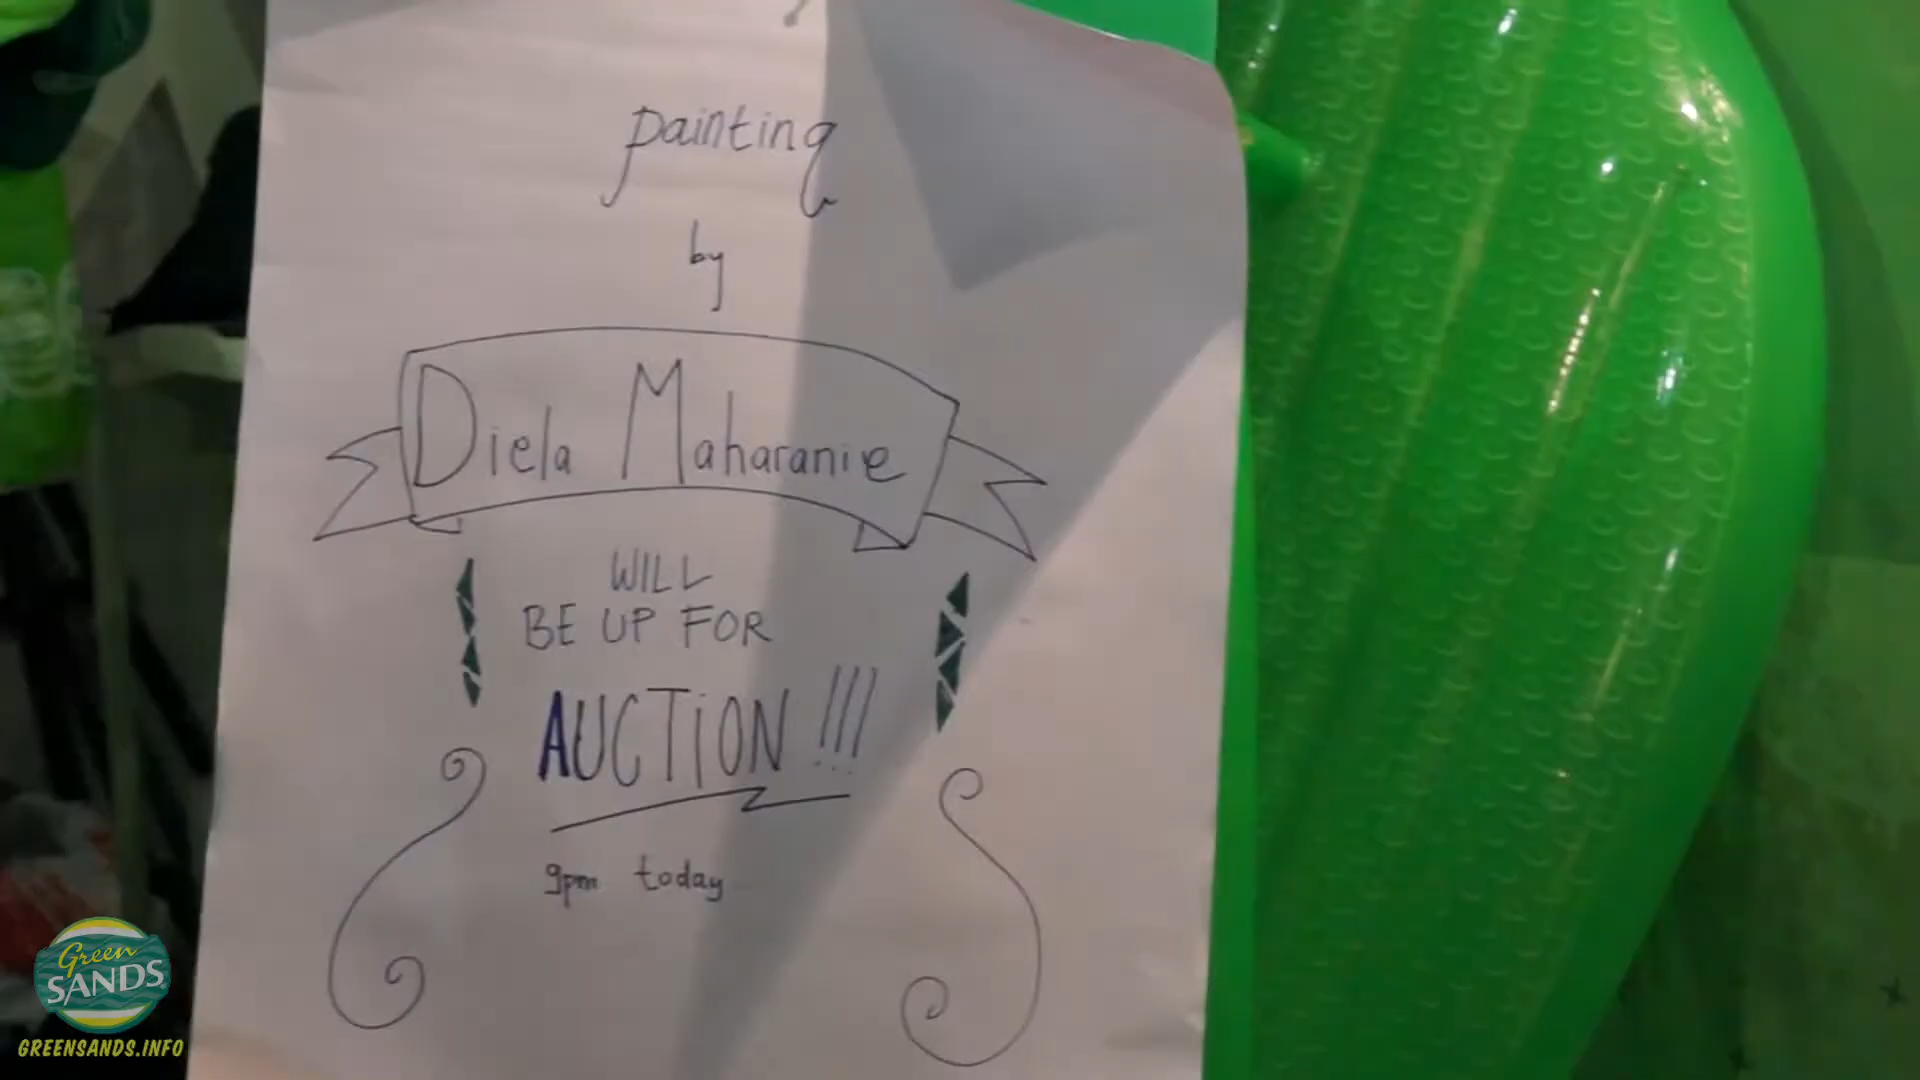 painting
by
Diela Maharanie
WILL
BE UP FOR
AUCTiON !!!
9pm today
Green
SANDS
GREENSANDS.INFO